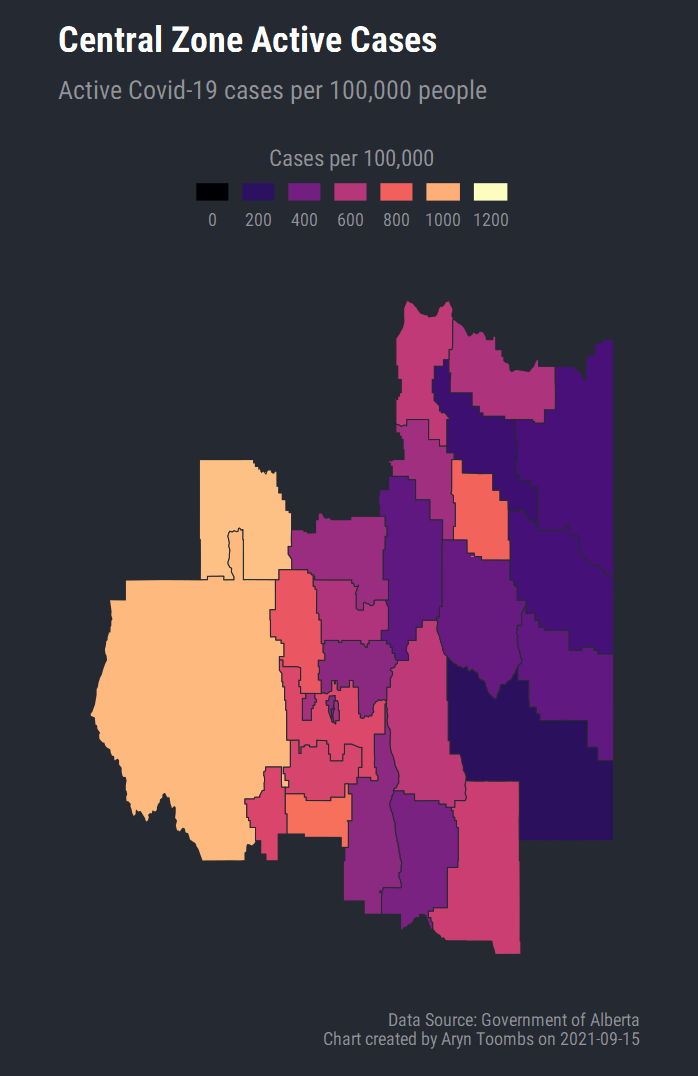 Central Zone Active Cases
Active Covid-19 cases per 100,000 people
Cases per 100,000
0 200 400 600 800 1000 1200
Data Source: Government of Alberta
Chart created by Aryn Toombs on 2021-09-15